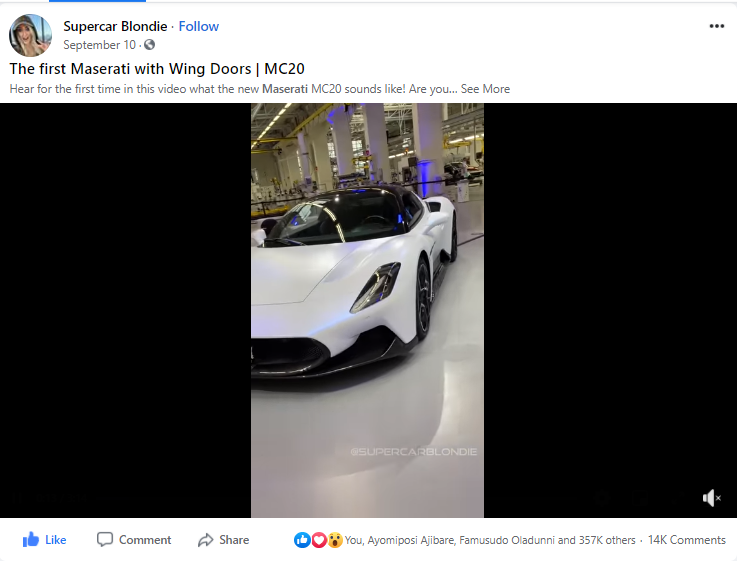 Supercar Blondie · Follow
September 10 ·
The first Maserati with Wing Doors | MC20
Hear for the first time in this video what the new Maserati MC20 sounds like! Are you... See More
@SUPERCARBLONDIE
Like
Comment
Share
You, Ayomiposi Ajibare, Famusudo Oladunni and 357K others · 14K Comments